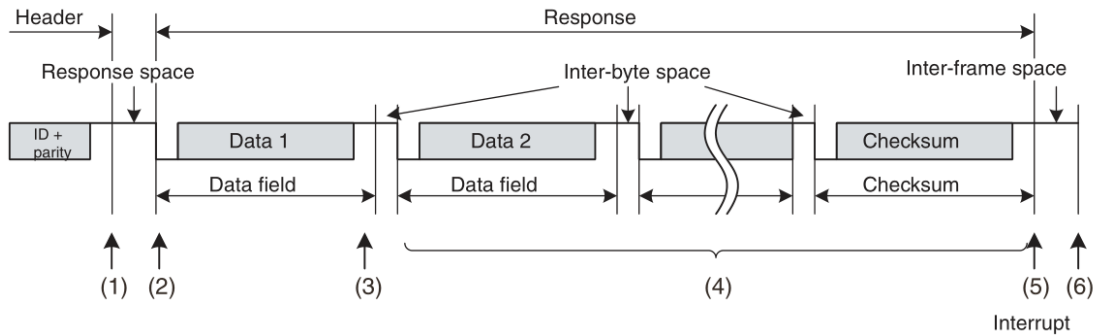 Header
Response
Response space
Inter-byte space
Inter-frame space
ID +
parity
Data 1
Data 2
Checksum
Data field
Data field
Checksum
(1)
(2)
(3)
(4)
(5)
(6)
Interrupt